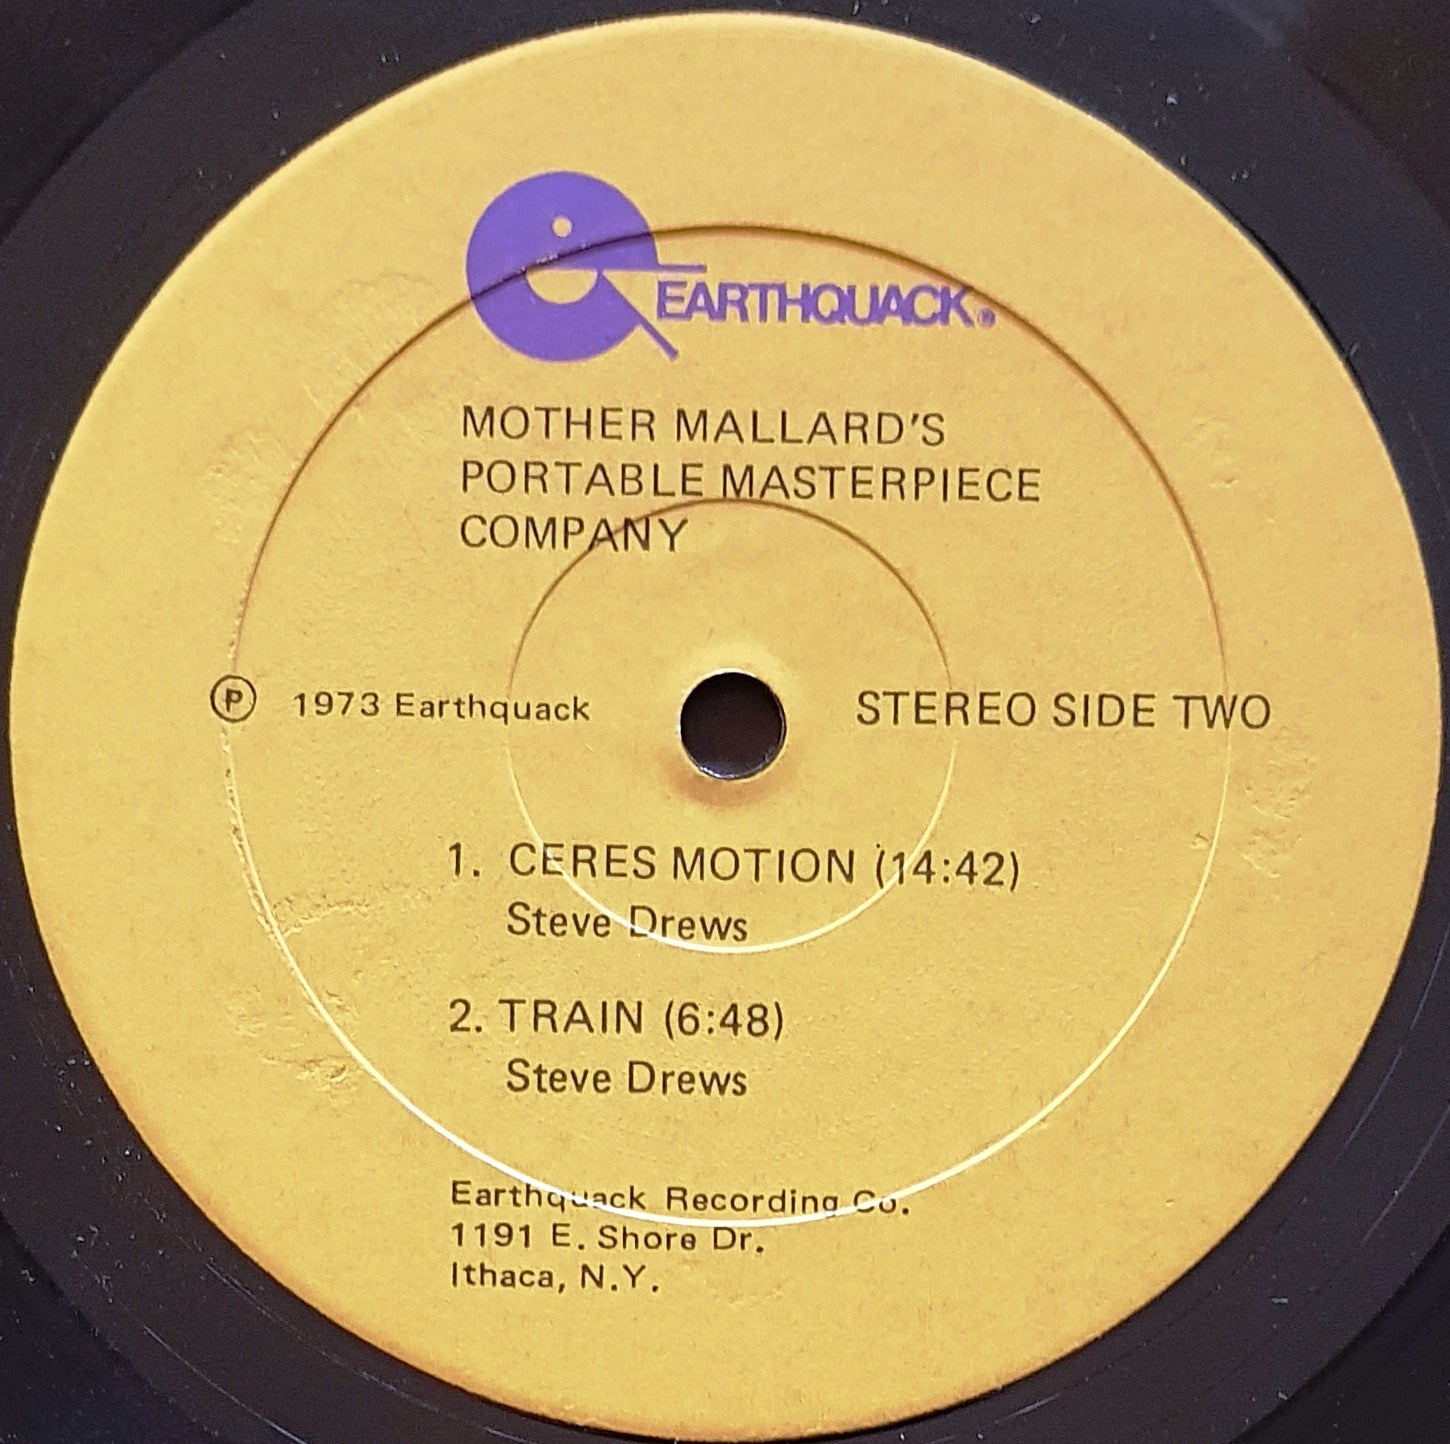 EARTHQUACK®
MOTHER MALLARD'S
PORTABLE MASTERPIECE
COMPANY
℗ 1973 Earthquack
STEREO SIDE TWO
1. CERES MOTION (14:42)
Steve Drews
2. TRAIN (6:48)
Steve Drews
Earthquack Recording Co.
1191 E. Shore Dr.
Ithaca, N.Y.